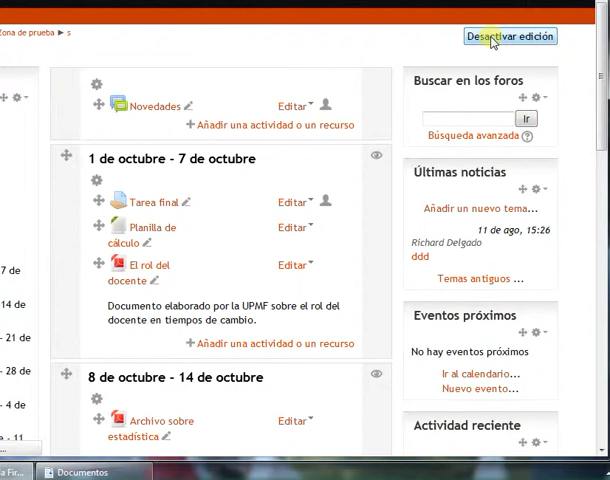 Zona de prueba ► s
Desactivar edición
Novedades
Editar
Añadir una actividad o un recurso
1 de octubre - 7 de octubre
Tarea final
Editar
Planilla de
cálculo
Editar
El rol del
docente
Editar
Documento elaborado por la UPMF sobre el rol del
docente en tiempos de cambio.
Añadir una actividad o un recurso
8 de octubre - 14 de octubre
Archivo sobre
estadística
Editar
7 de
14 de
- 21 de
- 28 de
- 4 de
- 11
Buscar en los foros
Ir
Búsqueda avanzada
Últimas noticias
Añadir un nuevo tema...
11 de ago, 15:26
Richard Delgado
ddd
Temas antiguos ...
Eventos próximos
No hay eventos próximos
Ir al calendario...
Nuevo evento...
Actividad reciente
a Fir...
Documentos